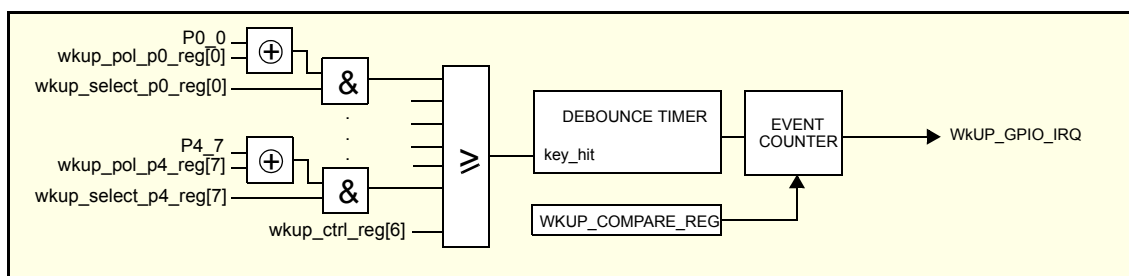 P0_0
wkup_pol_p0_reg[0]
wkup_select_p0_reg[0]
&
P4_7
wkup_pol_p4_reg[7]
wkup_select_p4_reg[7]
&
wkup_ctrl_reg[6]
≥
DEBOUNCE TIMER
key_hit
EVENT
COUNTER
WkUP_GPIO_IRQ
WKUP_COMPARE_REG